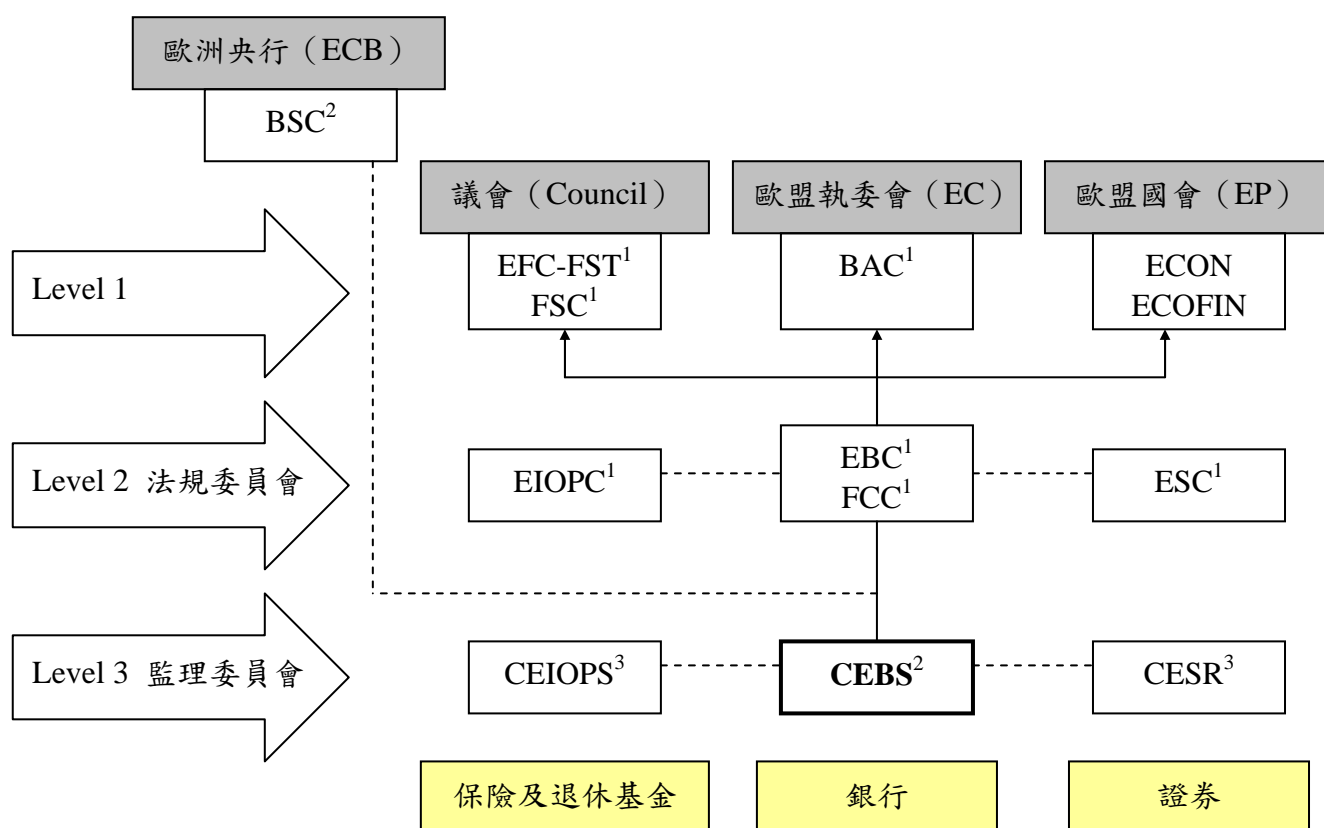 歐洲央行（ECB）
BSC²
議會（Council）
歐盟執委會（EC）
歐盟國會（EP）
Level 1
EFC-FST¹
FSC¹
BAC¹
ECON
ECOFIN
Level 2 法規委員會
EIOPC¹
EBC¹
FCC¹
ESC¹
Level 3 監理委員會
CEIOPS³
CEBS²
CESR³
保險及退休基金
銀行
證券